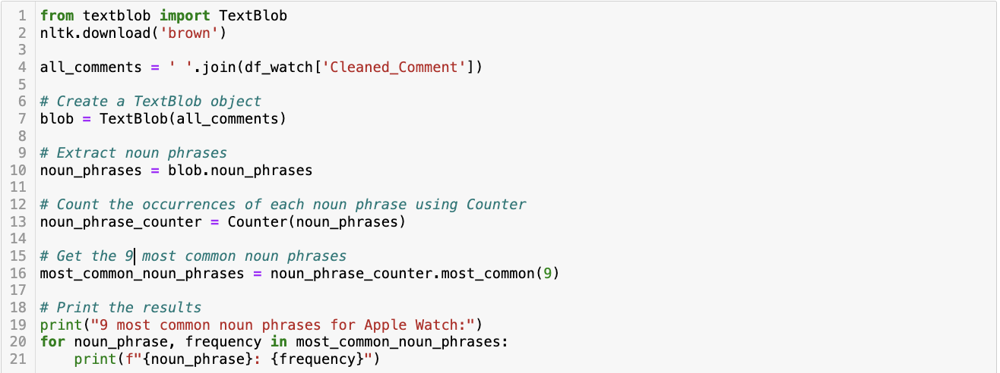 1 from textblob import TextBlob
2 nltk.download('brown')
3
4 all_comments = ' '.join(df_watch['Cleaned_Comment'])
5
6 # Create a TextBlob object
7 blob = TextBlob(all_comments)
8
9 # Extract noun phrases
10 noun_phrases = blob.noun_phrases
11
12 # Count the occurrences of each noun phrase using Counter
13 noun_phrase_counter = Counter(noun_phrases)
14
15 # Get the 9 most common noun phrases
16 most_common_noun_phrases = noun_phrase_counter.most_common(9)
17
18 # Print the results
19 print("9 most common noun phrases for Apple Watch:")
20 for noun_phrase, frequency in most_common_noun_phrases:
21     print(f"{noun_phrase}: {frequency}")